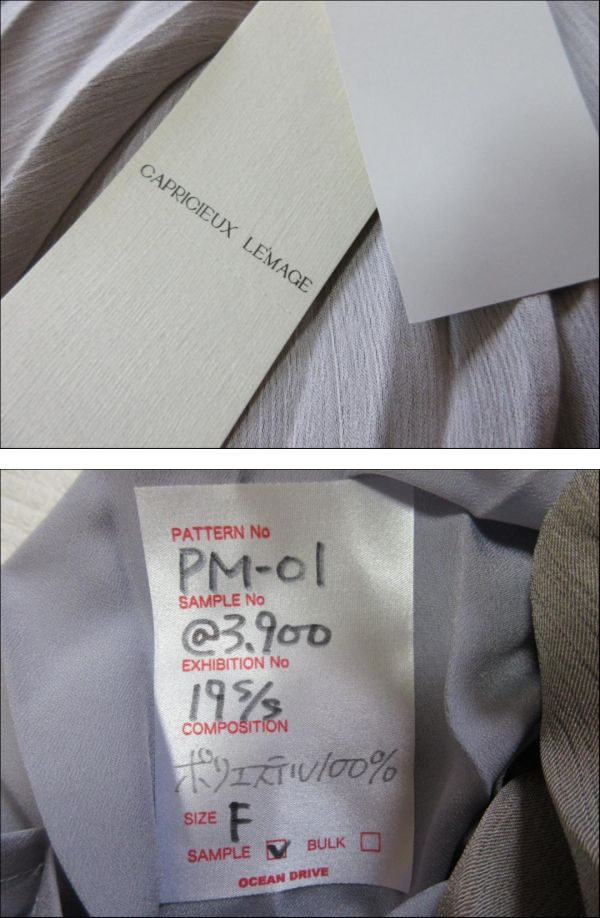 CAPRICIEUX LE'MAGE
PATTERN No
PM-01
SAMPLE No
@3.900
EXHIBITION No
19 s/s
COMPOSITION
ポリエステル100%
SIZE F
SAMPLE ☑ BULK ☐
OCEAN DRIVE